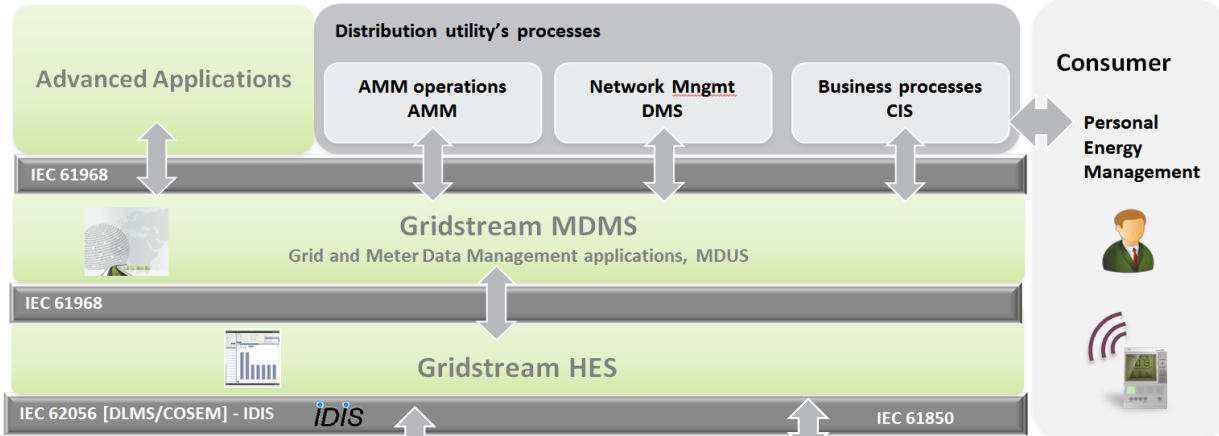 Distribution utility's processes
Advanced Applications
AMM operations
AMM
Network Mngmt
DMS
Business processes
CIS
Consumer
Personal
Energy
Management
IEC 61968
Gridstream MDMS
Grid and Meter Data Management applications, MDUS
IEC 61968
Gridstream HES
IEC 62056 [DLMS/COSEM] - IDIS
iDiS
IEC 61850